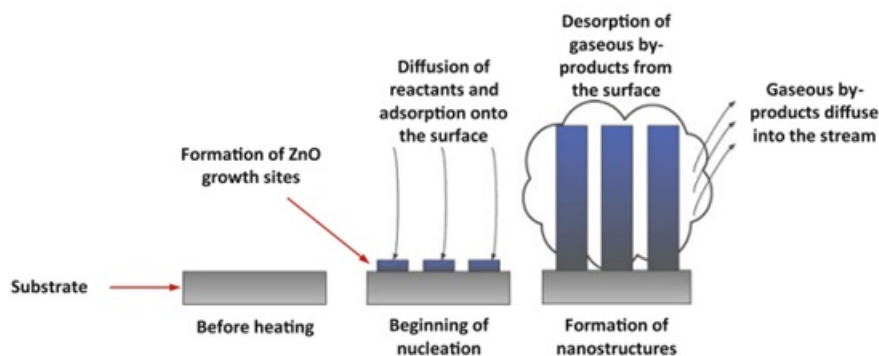 Desorption of
gaseous by-
products from
the surface
Diffusion of
reactants and
adsorption onto
the surface
Gaseous by-
products diffuse
into the stream
Formation of ZnO
growth sites
Substrate
Before heating
Beginning of
nucleation
Formation of
nanostructures